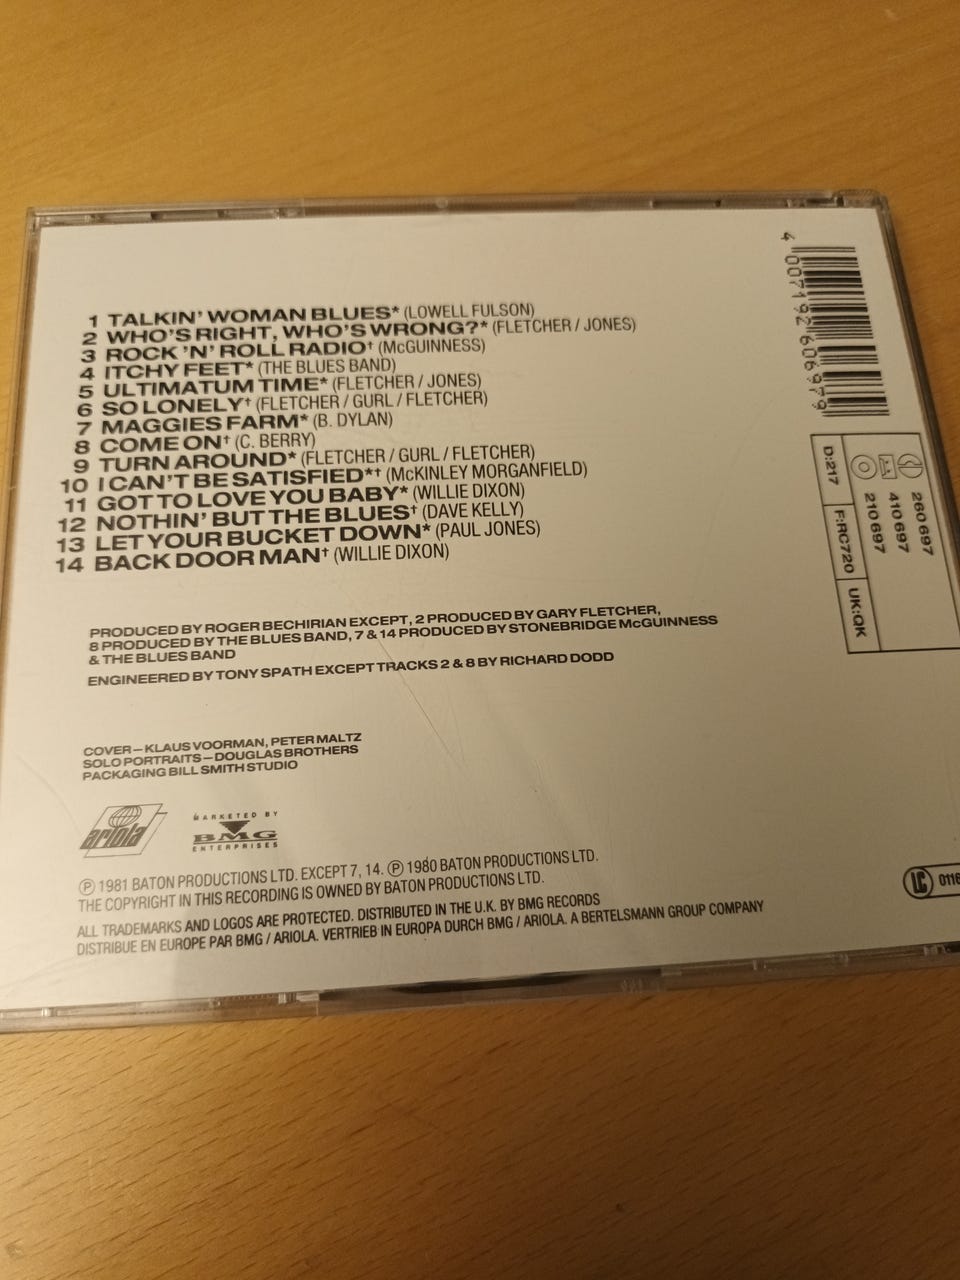 1 TALKIN' WOMAN BLUES* (LOWELL FULSON)
2 WHO'S RIGHT, WHO'S WRONG?* (FLETCHER / JONES)
3 ROCK 'N' ROLL RADIO† (McGUINNESS)
4 ITCHY FEET* (THE BLUES BAND)
5 ULTIMATUM TIME* (FLETCHER / JONES)
6 SO LONELY† (FLETCHER / GURL / FLETCHER)
7 MAGGIES FARM* (B. DYLAN)
8 COME ON† (C. BERRY)
9 TURN AROUND* (FLETCHER / GURL / FLETCHER)
10 I CAN'T BE SATISFIED*† (McKINLEY MORGANFIELD)
11 GOT TO LOVE YOU BABY* (WILLIE DIXON)
12 NOTHIN' BUT THE BLUES† (DAVE KELLY)
13 LET YOUR BUCKET DOWN* (PAUL JONES)
14 BACK DOOR MAN† (WILLIE DIXON)
PRODUCED BY ROGER BECHIRIAN EXCEPT, 2 PRODUCED BY GARY FLETCHER,
8 PRODUCED BY THE BLUES BAND, 7 & 14 PRODUCED BY STONEBRIDGE McGUINNESS
& THE BLUES BAND
ENGINEERED BY TONY SPATH EXCEPT TRACKS 2 & 8 BY RICHARD DODD
COVER – KLAUS VOORMAN, PETER MALTZ
SOLO PORTRAITS – DOUGLAS BROTHERS
PACKAGING BILL SMITH STUDIO
ariola
MARKETED BY
BMG
ENTERPRISES
℗ 1981 BATON PRODUCTIONS LTD. EXCEPT 7, 14. ℗ 1980 BATON PRODUCTIONS LTD.
THE COPYRIGHT IN THIS RECORDING IS OWNED BY BATON PRODUCTIONS LTD.
ALL TRADEMARKS AND LOGOS ARE PROTECTED. DISTRIBUTED IN THE U.K. BY BMG RECORDS
DISTRIBUE EN EUROPE PAR BMG / ARIOLA. VERTRIEB IN EUROPA DURCH BMG / ARIOLA. A BERTELSMANN GROUP COMPANY
4 007192 606979
260 697
410 697
210 697
D:217 F:RC720 UK:QK
LC 0116